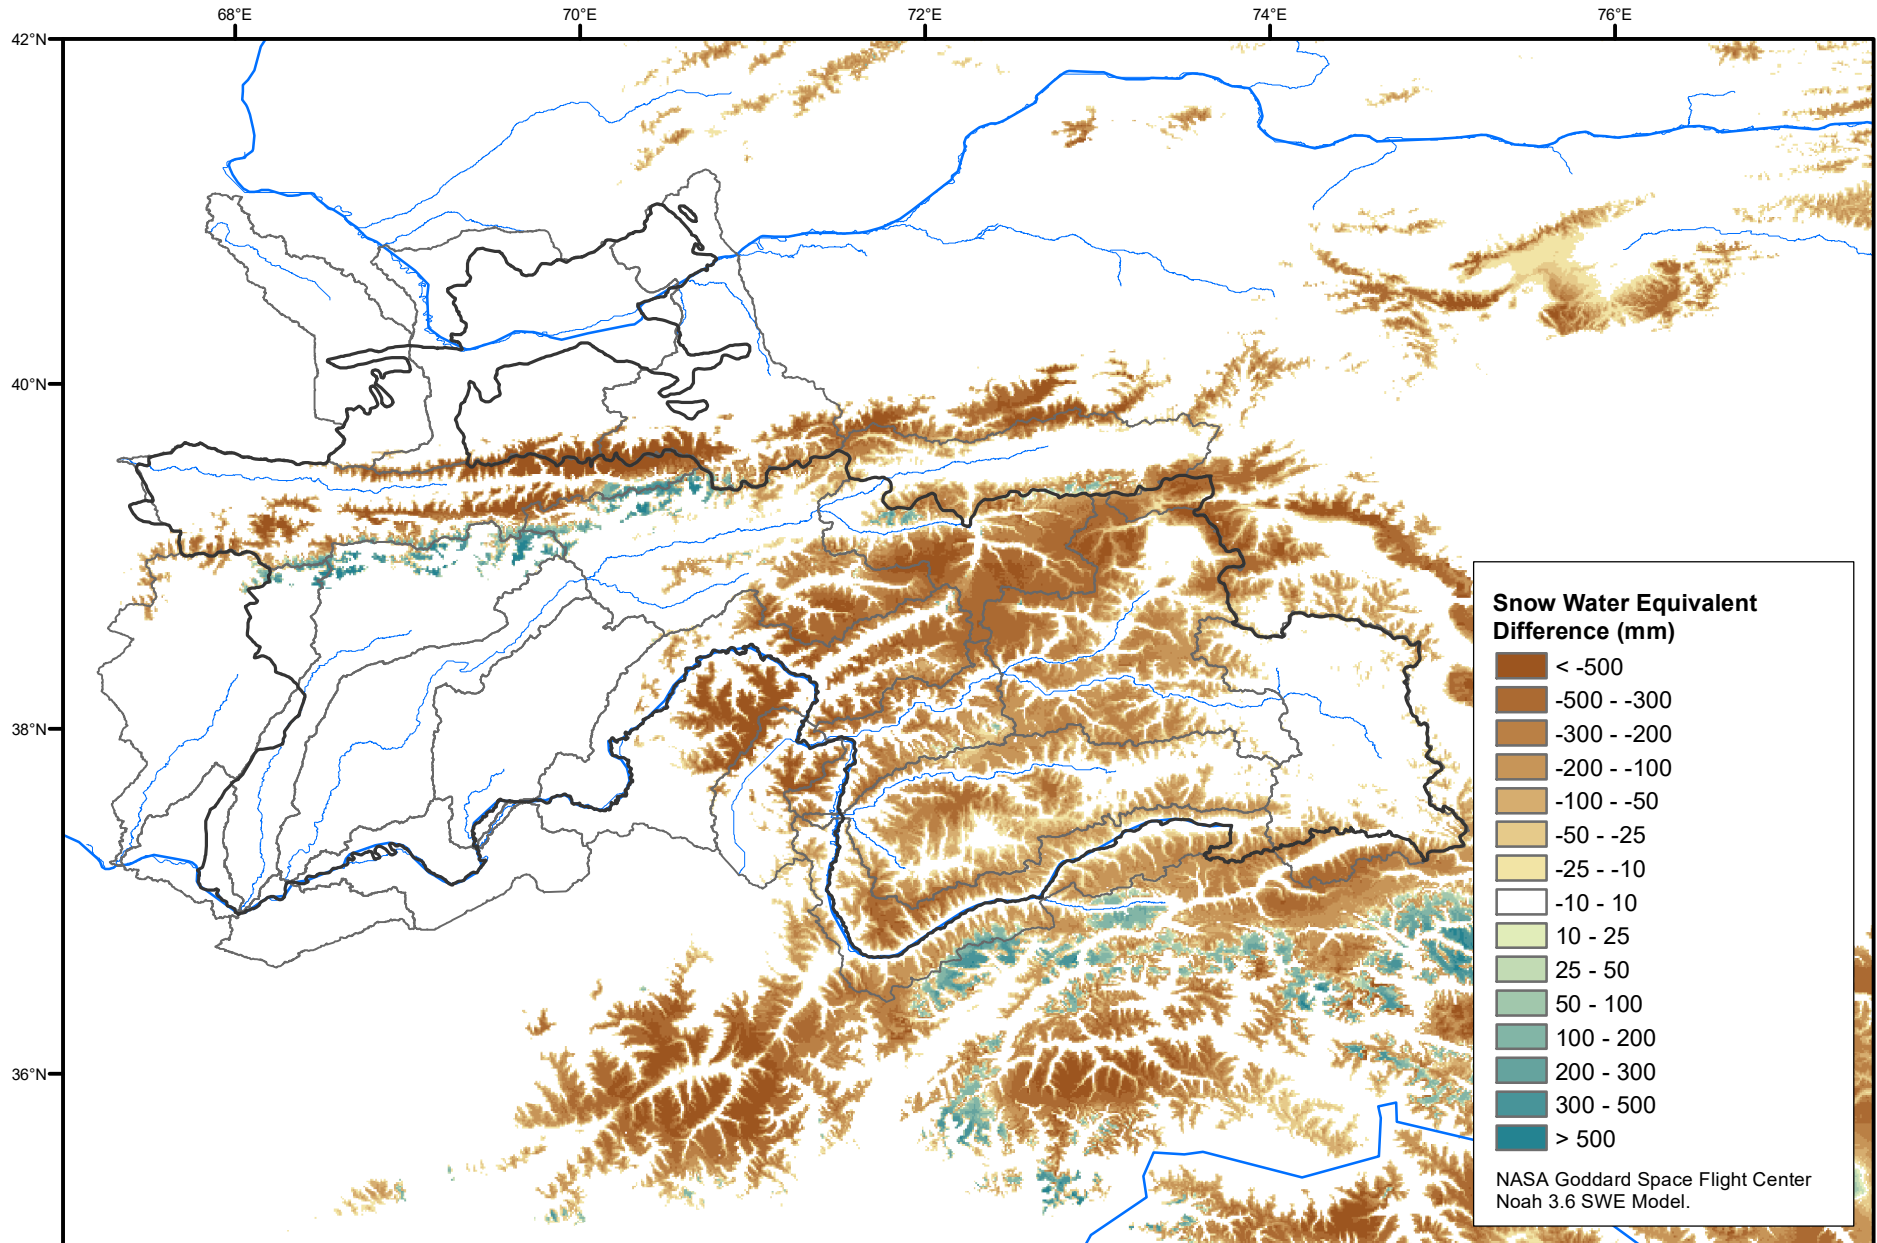 68°E 70°E 72°E 74°E 76°E
42°N
40°N
38°N
36°N
Snow Water Equivalent
Difference (mm)
< -500
-500 - -300
-300 - -200
-200 - -100
-100 - -50
-50 - -25
-25 - -10
-10 - 10
10 - 25
25 - 50
50 - 100
100 - 200
200 - 300
300 - 500
> 500
NASA Goddard Space Flight Center
Noah 3.6 SWE Model.